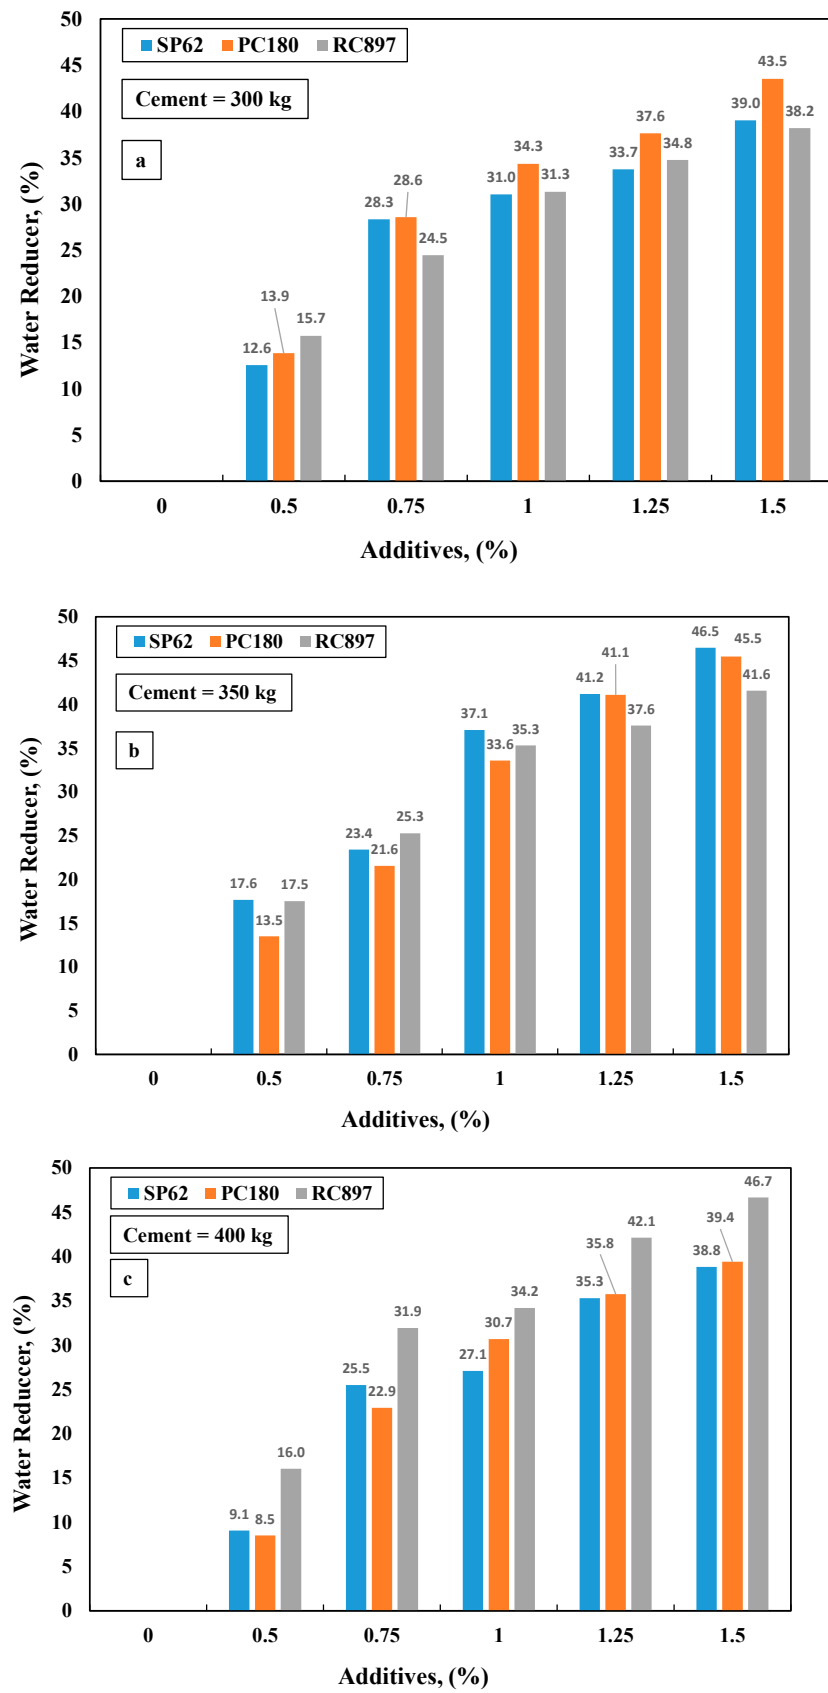 50
45
40
35
30
25
20
15
10
5
0
Water Reducer, (%)
SP62 PC180 RC897
Cement = 300 kg
a
12.6 13.9 15.7
28.3 28.6 24.5
31.0 34.3 31.3
33.7 37.6 34.8
39.0 43.5 38.2
0 0.5 0.75 1 1.25 1.5
Additives, (%)
50
45
40
35
30
25
20
15
10
5
0
Water Reducer, (%)
SP62 PC180 RC897
Cement = 350 kg
b
17.6 13.5 17.5
23.4 21.6 25.3
37.1 33.6 35.3
41.2 41.1 37.6
46.5 45.5 41.6
0 0.5 0.75 1 1.25 1.5
Additives, (%)
50
45
40
35
30
25
20
15
10
5
0
Water Reduccer, (%)
SP62 PC180 RC897
Cement = 400 kg
c
9.1 8.5 16.0
25.5 22.9 31.9
27.1 30.7 34.2
35.3 35.8 42.1
38.8 39.4 46.7
0 0.5 0.75 1 1.25 1.5
Additives, (%)